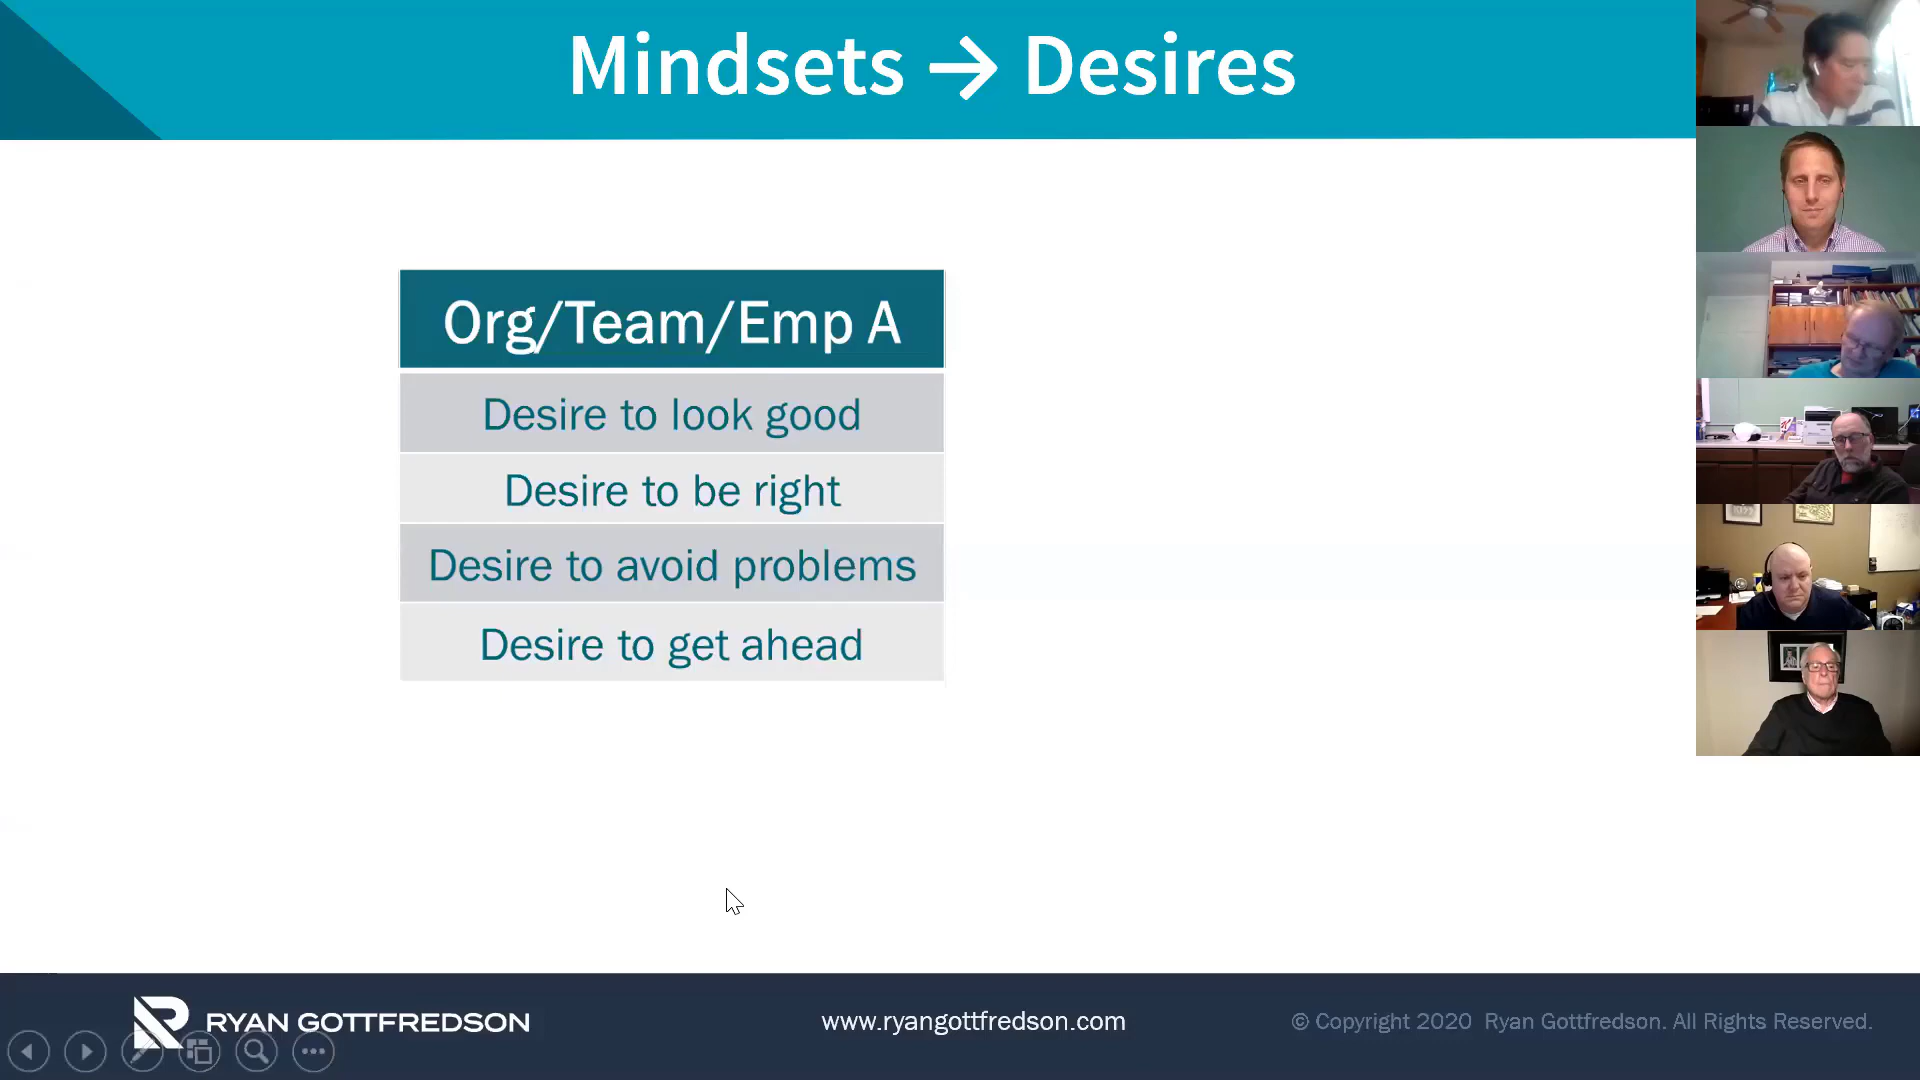 Mindsets → Desires
Org/Team/Emp A
Desire to look good
Desire to be right
Desire to avoid problems
Desire to get ahead
RYAN GOTTFREDSON
www.ryangottfredson.com
© Copyright 2020 Ryan Gottfredson. All Rights Reserved.